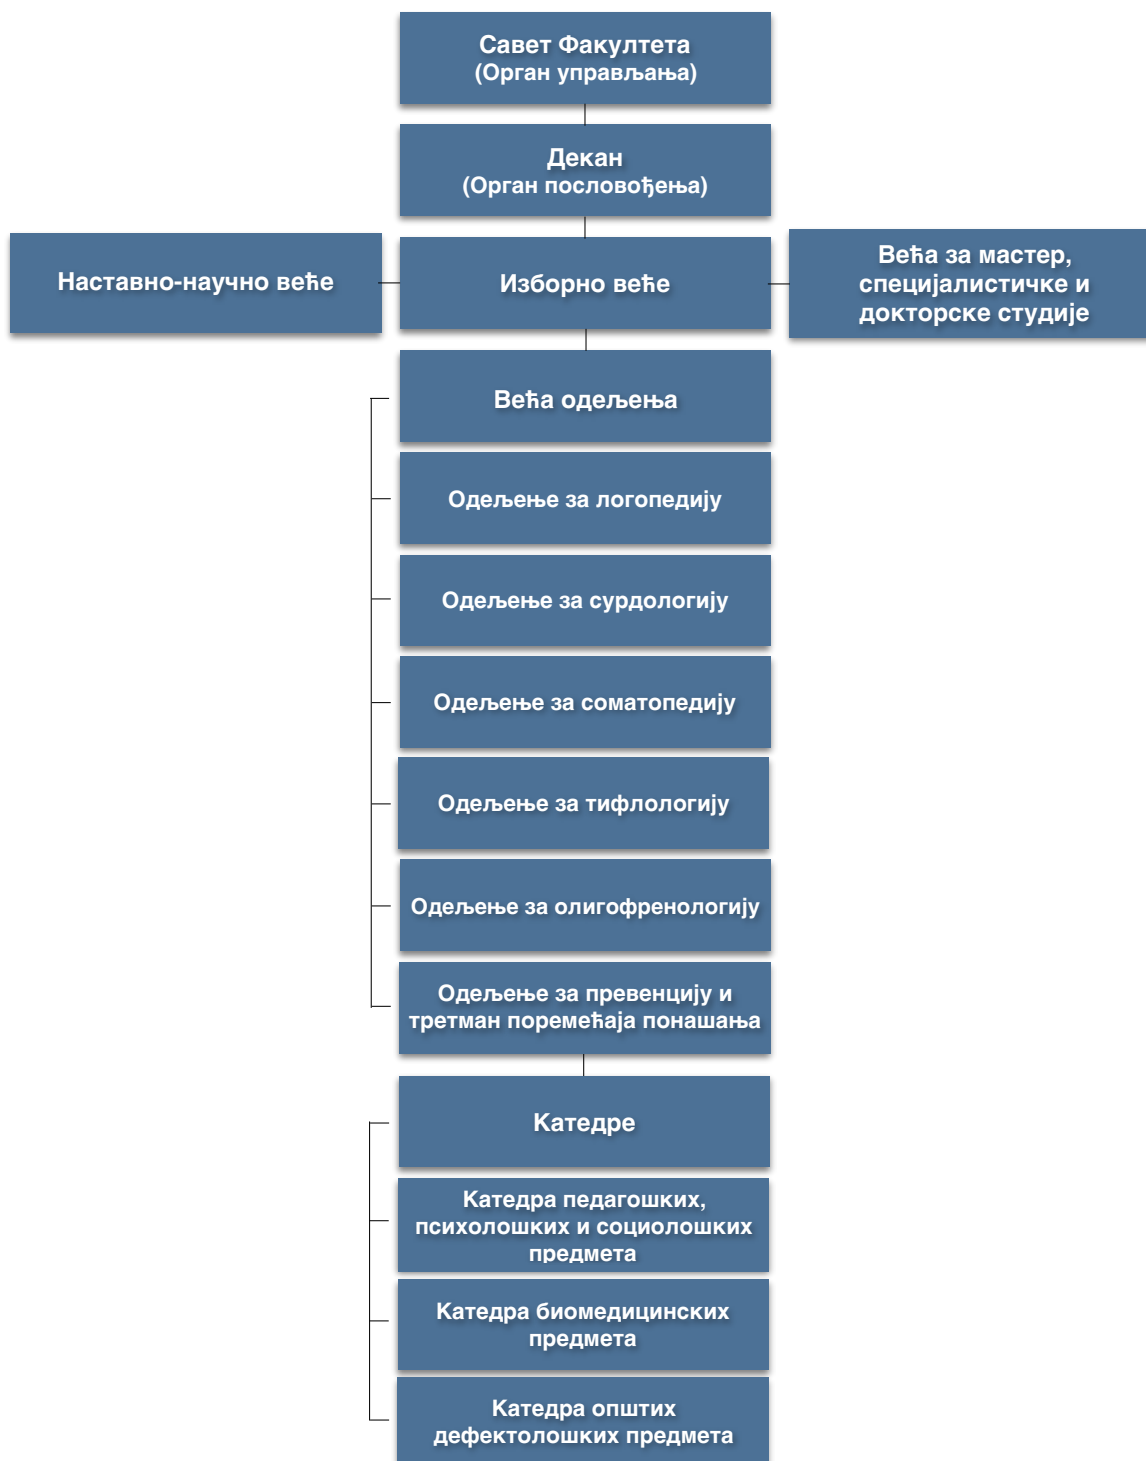 Савет Факултета
(Орган управљања)
Декан
(Орган пословођења)
Наставно-научно веће
Изборно веће
Већа за мастер,
специјалистичке и
докторске студије
Већа одељења
Одељење за логопедију
Одељење за сурдологију
Одељење за соматопедију
Одељење за тифлологију
Одељење за олигофренологију
Одељење за превенцију и
третман поремећаја понашања
Катедре
Катедра педагошких,
психолошких и социолошких
предмета
Катедра биомедицинских
предмета
Катедра општих
дефектолошких предмета